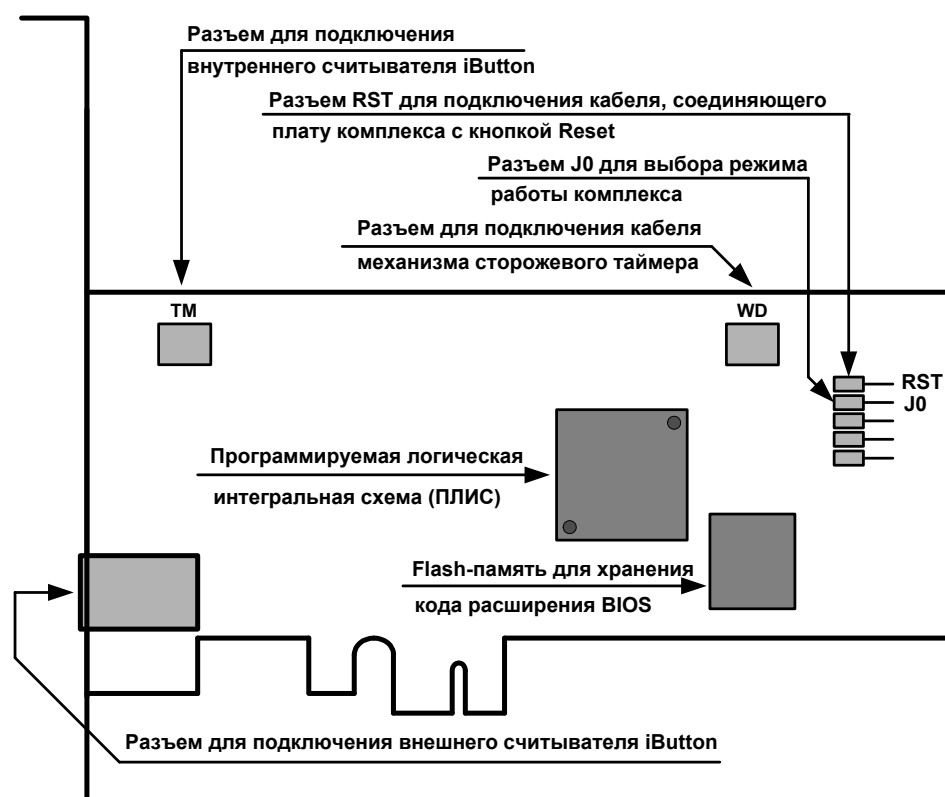 Разъем для подключения
внутреннего считывателя iButton
Разъем RST для подключения кабеля, соединяющего
плату комплекса с кнопкой Reset
Разъем J0 для выбора режима
работы комплекса
Разъем для подключения кабеля
механизма сторожевого таймера
TM
WD
RST
J0
Программируемая логическая
интегральная схема (ПЛИС)
Flash-память для хранения
кода расширения BIOS
Разъем для подключения внешнего считывателя iButton